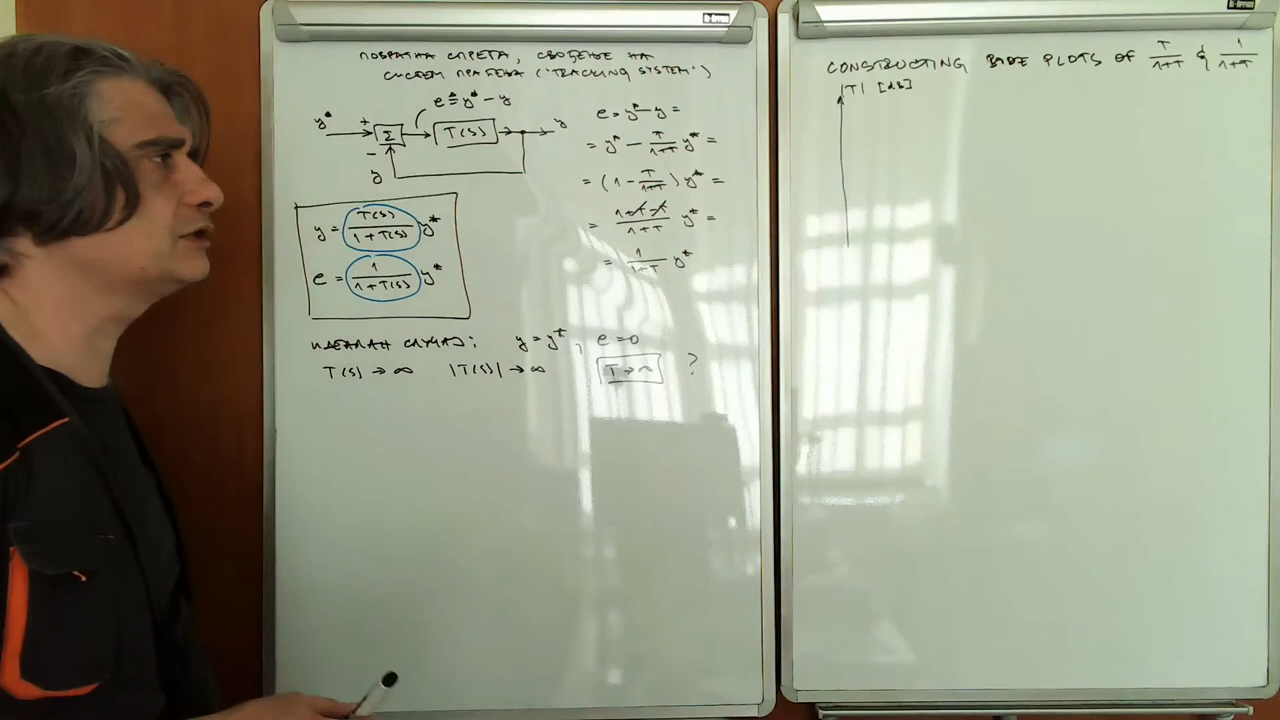 ПОВРАТНА СПРЕГА, СВОЂЕЊЕ НА
СИСТЕМ ПРАЋЕЊА ("TRACKING SYSTEM")
e ≜ y* − y
y* + Σ T(s) y
−
y
y = T(s) / (1 + T(s)) y*
e = 1 / (1 + T(s)) y*
e = y* − y =
= y* − T/(1+T) y* =
= (1 − T/(1+T)) y* =
= (1+T−T)/(1+T) y* =
= 1/(1+T) y*
ИДЕАЛАН СЛУЧАЈ: y = y*, e = 0
T(s) → ∞ |T(s)| → ∞ T → ∞ ?
CONSTRUCTING BODE PLOTS OF T/(1+T) & 1/(1+T)
|T| [dB]